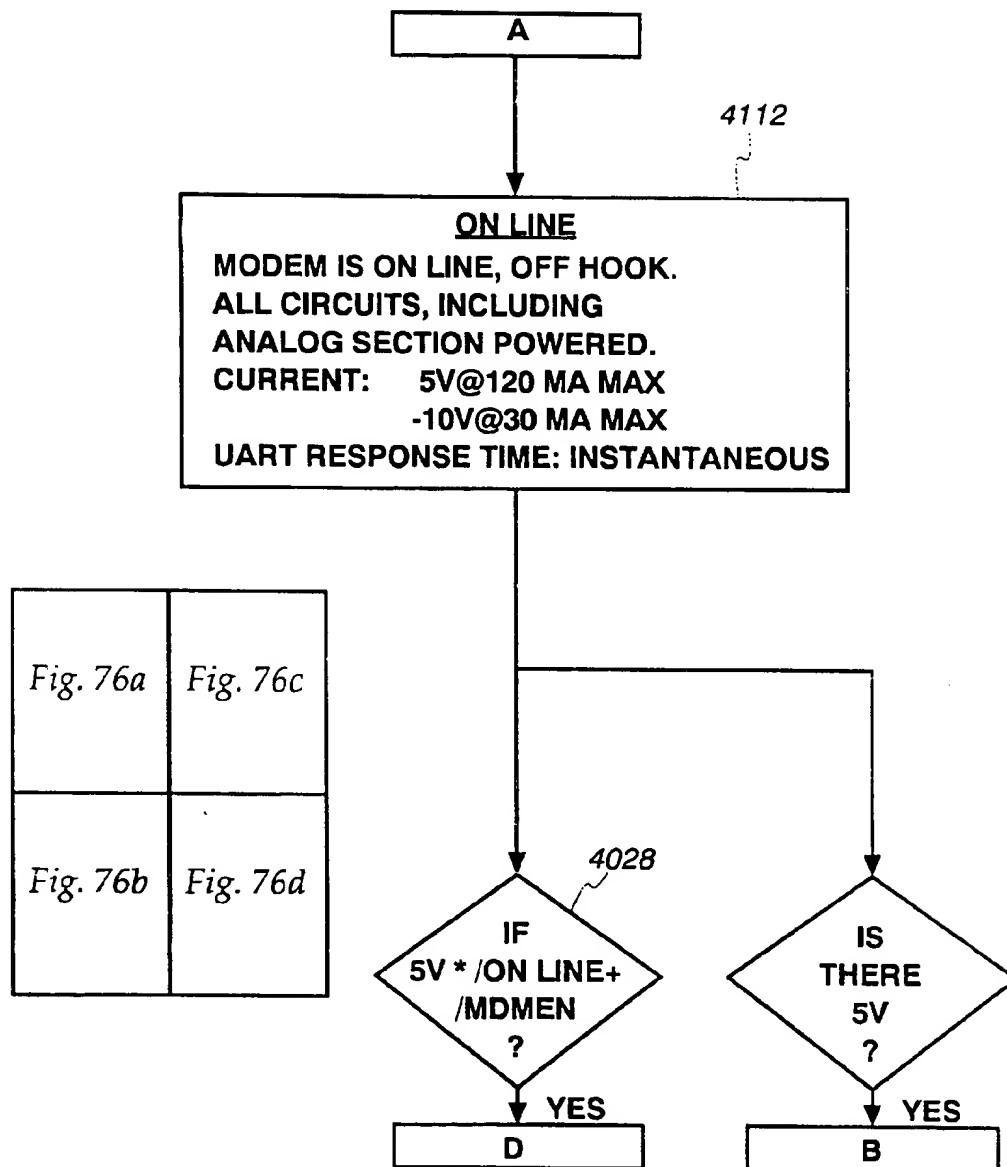 A
4112
ON LINE
MODEM IS ON LINE, OFF HOOK.
ALL CIRCUITS, INCLUDING
ANALOG SECTION POWERED.
CURRENT: 5V@120 MA MAX
-10V@30 MA MAX
UART RESPONSE TIME: INSTANTANEOUS
Fig. 76a Fig. 76c
Fig. 76b Fig. 76d
4028
IF
5V * /ON LINE+
/MDMEN
?
YES
D
IS
THERE
5V
?
YES
B